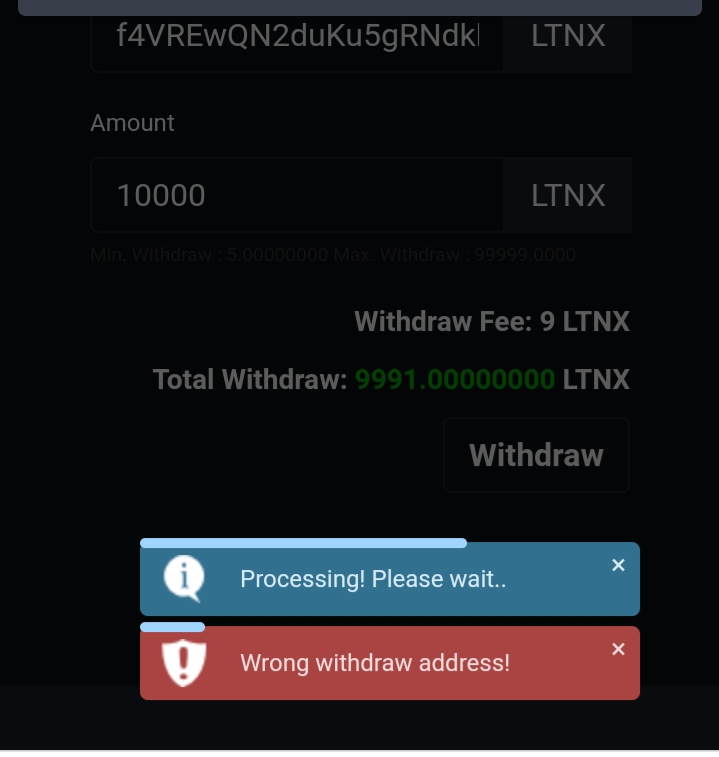 f4VREwQN2duKu5gRNdk LTNX
Amount
10000 LTNX
Min. Withdraw : 5.00000000 Max. Withdraw : 99999.0000
Withdraw Fee: 9 LTNX
Total Withdraw: 9991.00000000 LTNX
Withdraw
Processing! Please wait..
×
Wrong withdraw address!
×